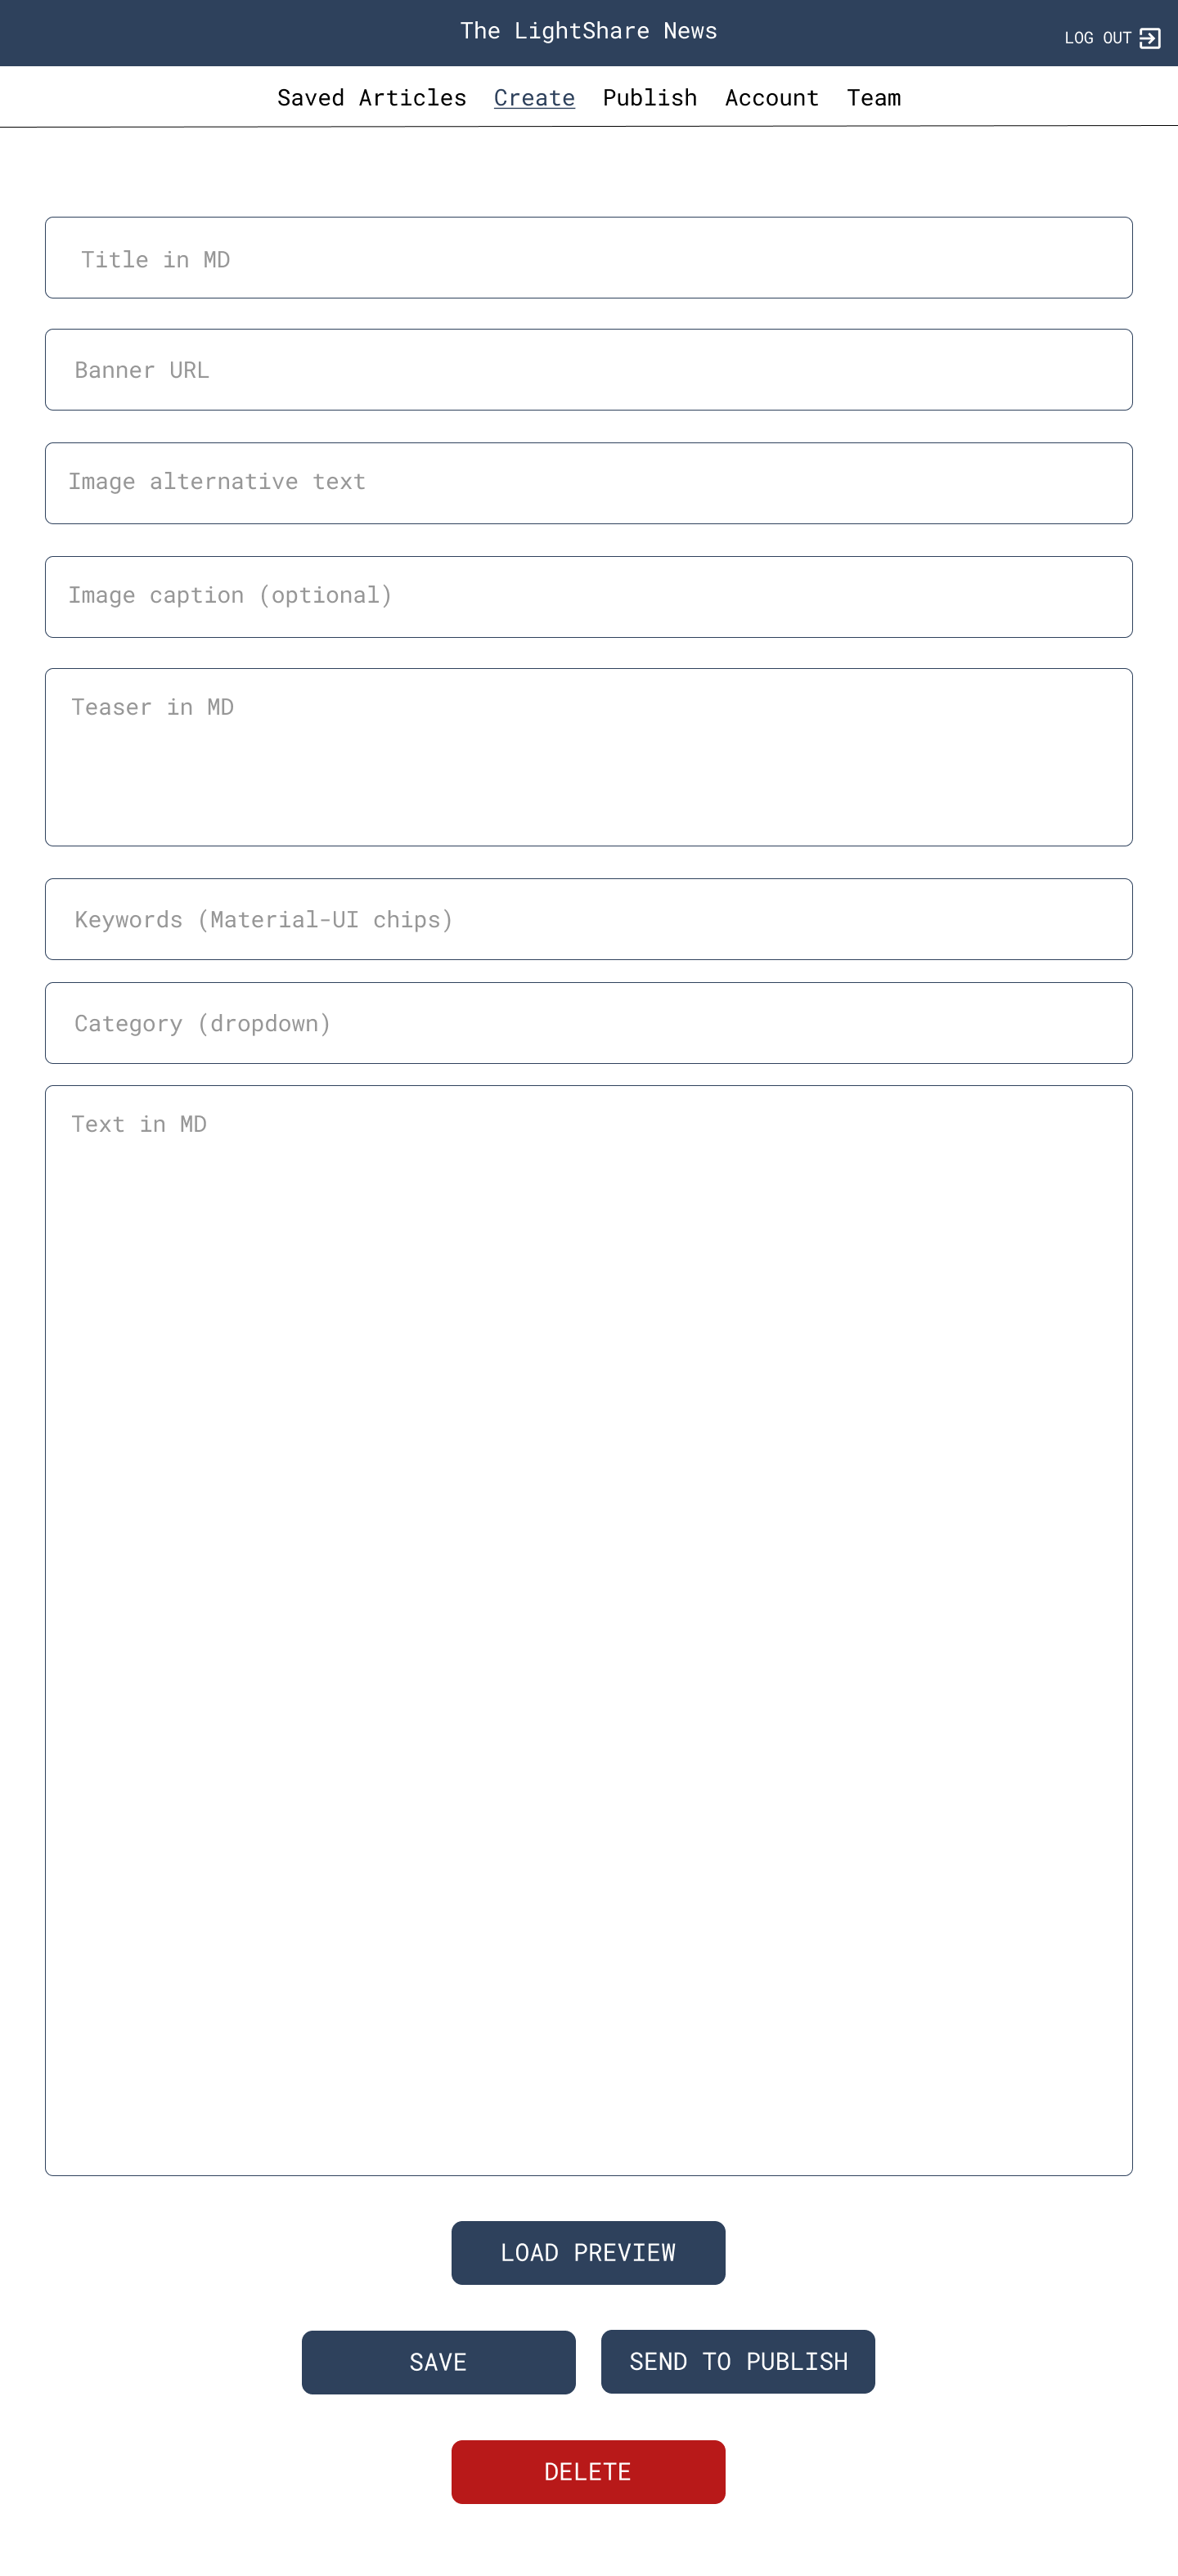 The LightShare News
LOG OUT
Saved Articles Create Publish Account Team
Title in MD
Banner URL
Image alternative text
Image caption (optional)
Teaser in MD
Keywords (Material-UI chips)
Category (dropdown)
Text in MD
LOAD PREVIEW
SAVE SEND TO PUBLISH
DELETE